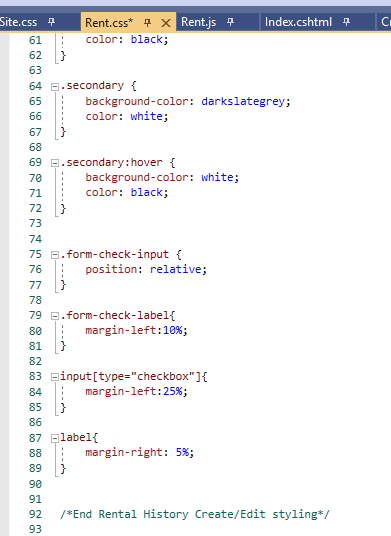 Site.css Rent.css* Rent.js Index.cshtml Cr
61 color: black;
62 }
63
64 .secondary {
65 background-color: darkslategrey;
66 color: white;
67 }
68
69 .secondary:hover {
70 background-color: white;
71 color: black;
72 }
73
74
75 .form-check-input {
76 position: relative;
77 }
78
79 .form-check-label{
80 margin-left:10%;
81 }
82
83 input[type="checkbox"]{
84 margin-left:25%;
85 }
86
87 label{
88 margin-right: 5%;
89 }
90
91
92 /*End Rental History Create/Edit styling*/
93